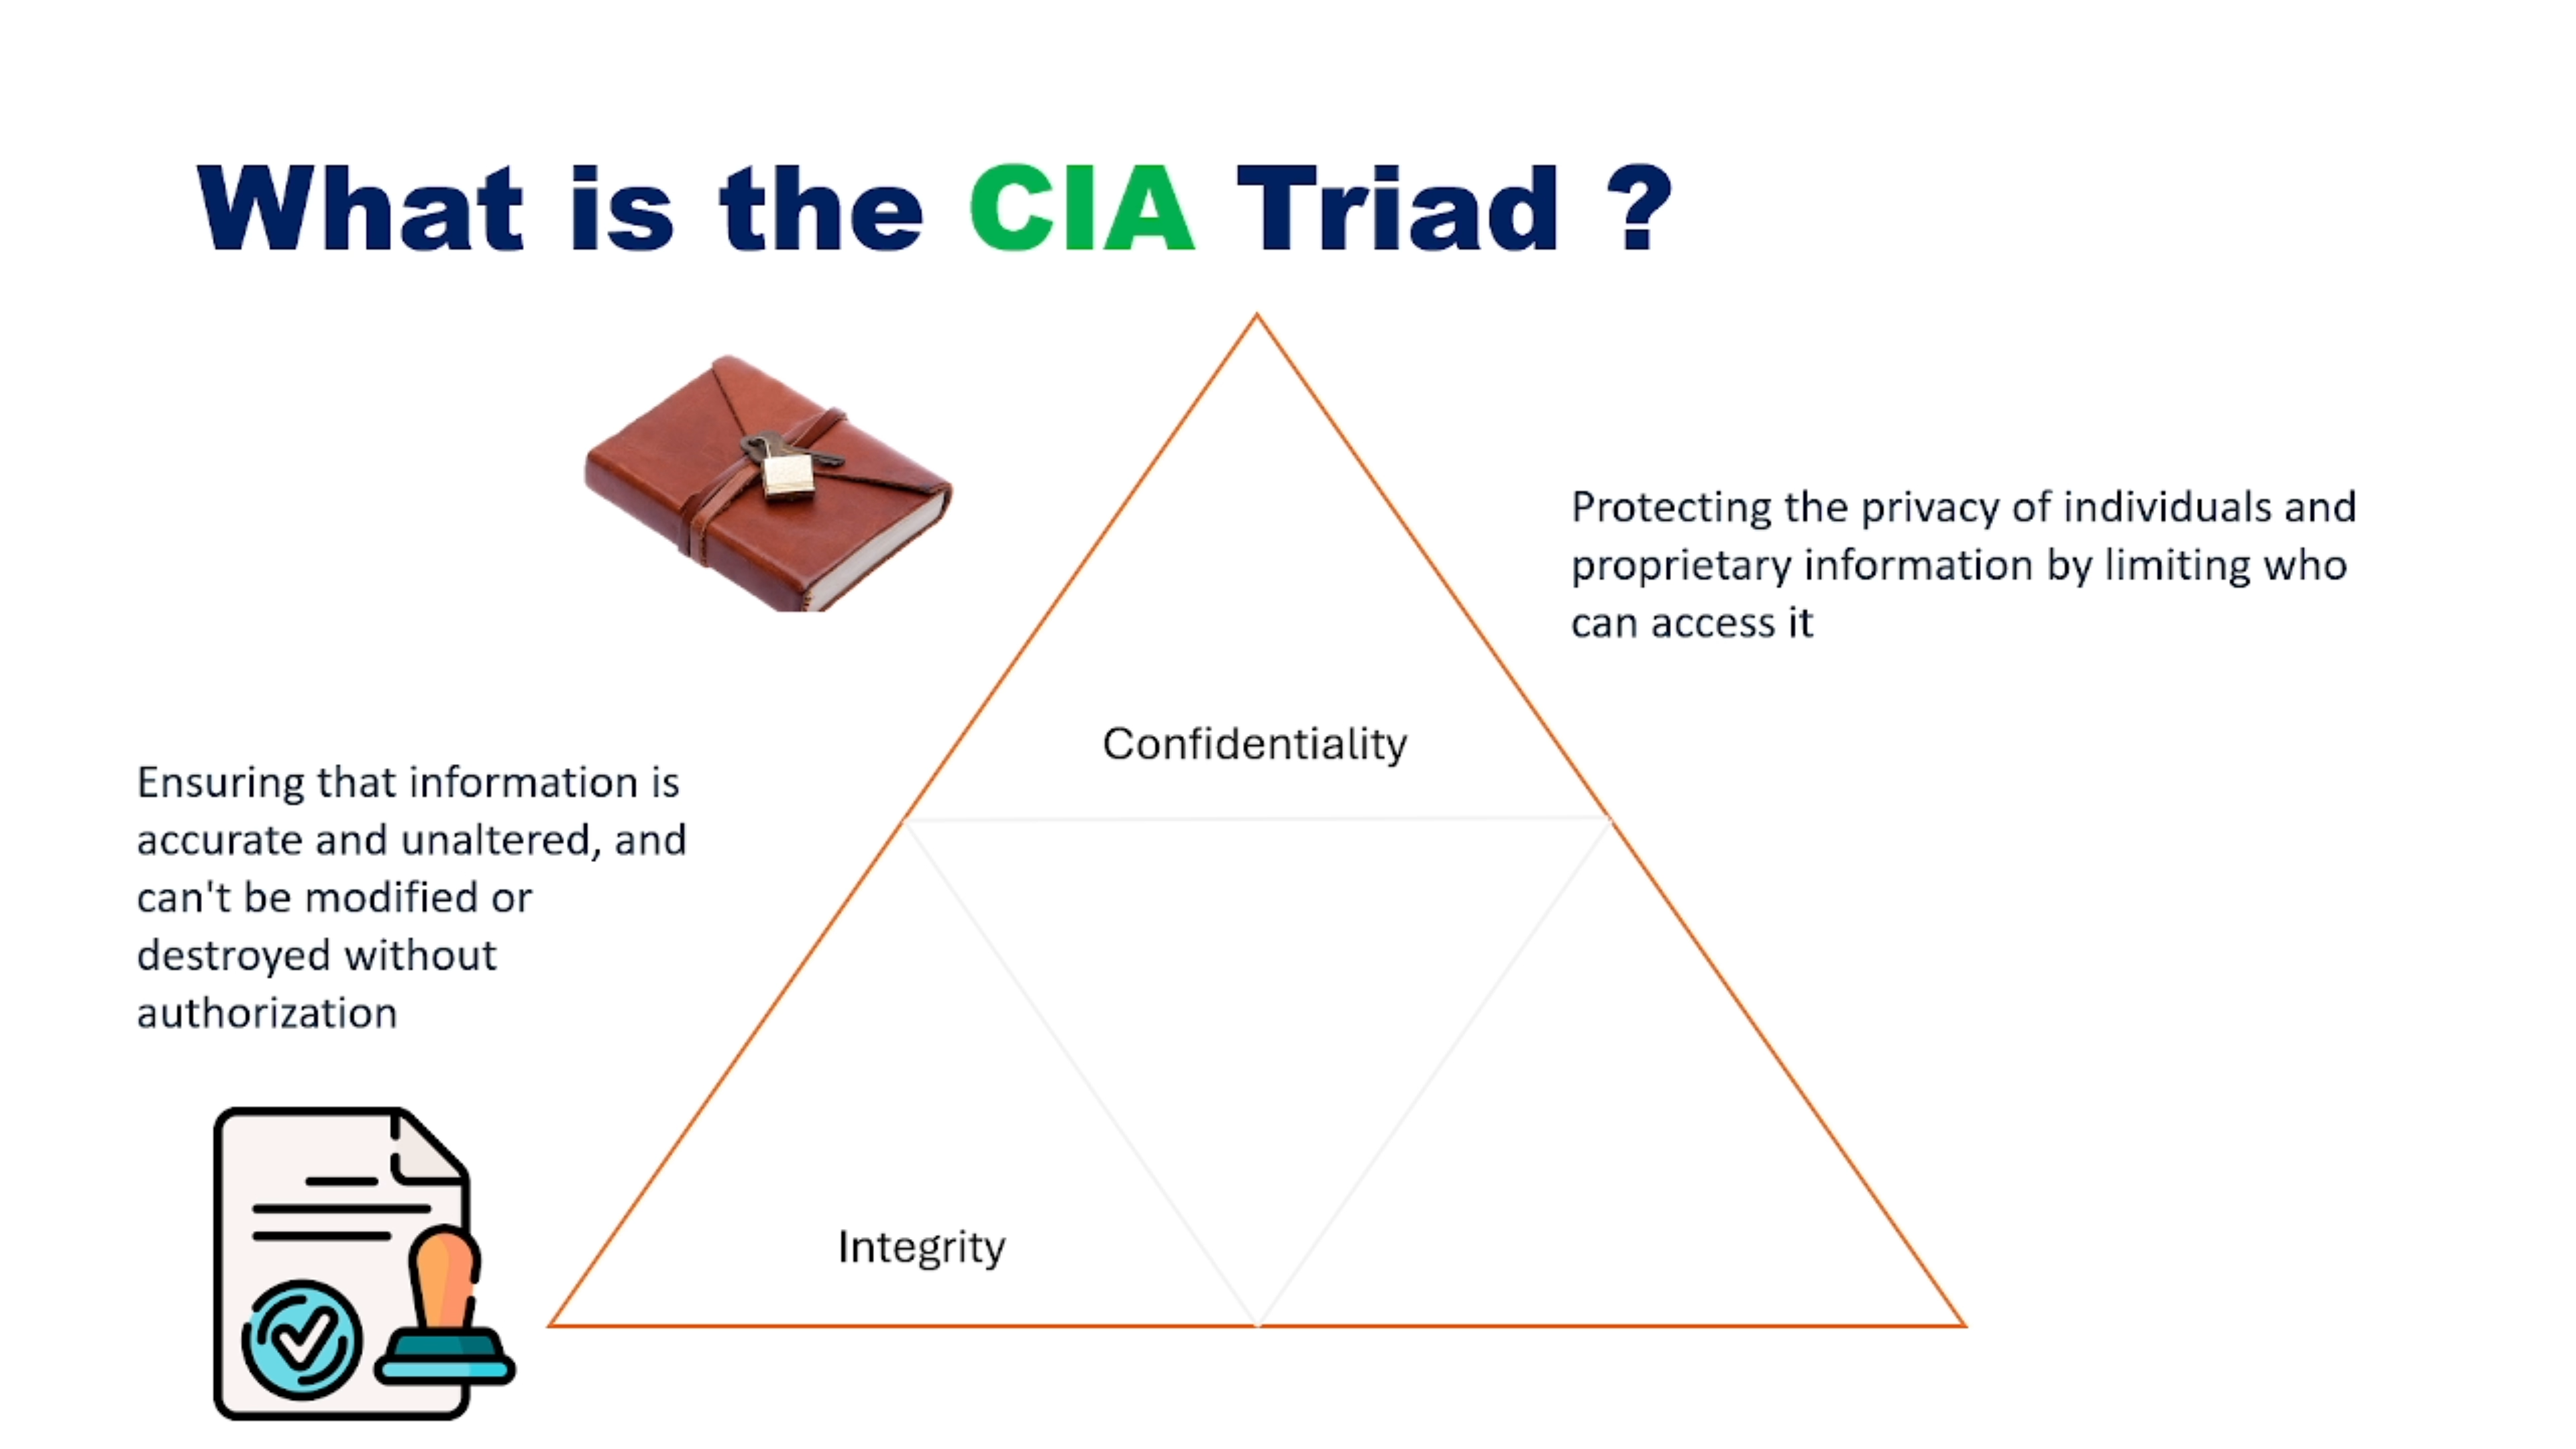 What is the CIA Triad ?
Protecting the privacy of individuals and
proprietary information by limiting who
can access it
Confidentiality
Ensuring that information is
accurate and unaltered, and
can't be modified or
destroyed without
authorization
Integrity